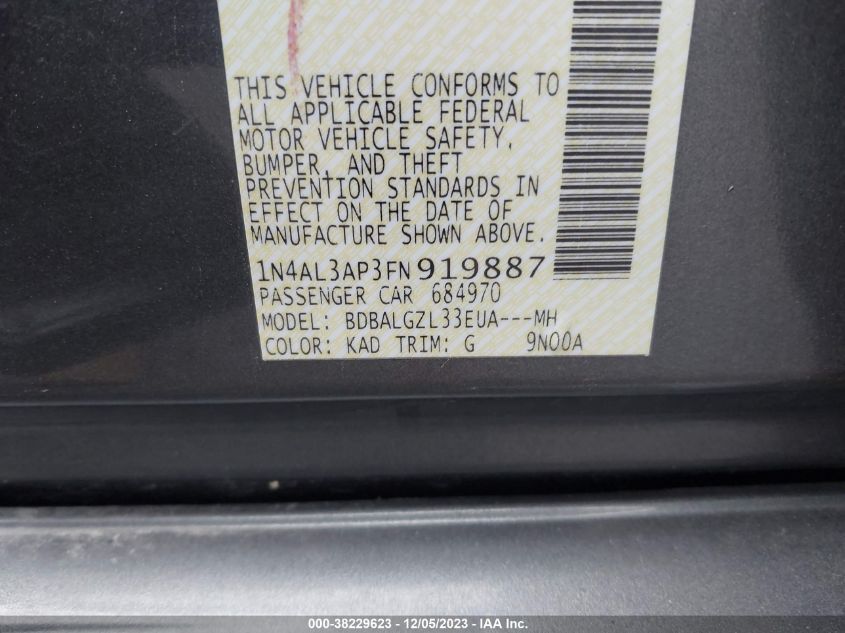 THIS VEHICLE CONFORMS TO
ALL APPLICABLE FEDERAL
MOTOR VEHICLE SAFETY,
BUMPER, AND THEFT
PREVENTION STANDARDS IN
EFFECT ON THE DATE OF
MANUFACTURE SHOWN ABOVE.
1N4AL3AP3FN919887
PASSENGER CAR 684970
MODEL: BDBALGZL33EUA---MH
COLOR: KAD TRIM: G 9N00A
000-38229623 - 12/05/2023 - IAA Inc.